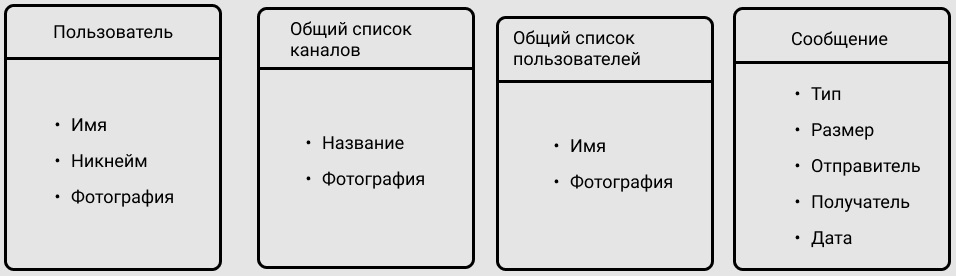 Пользователь
• Имя
• Никнейм
• Фотография
Общий список
каналов
• Название
• Фотография
Общий список
пользователей
• Имя
• Фотография
Сообщение
• Тип
• Размер
• Отправитель
• Получатель
• Дата